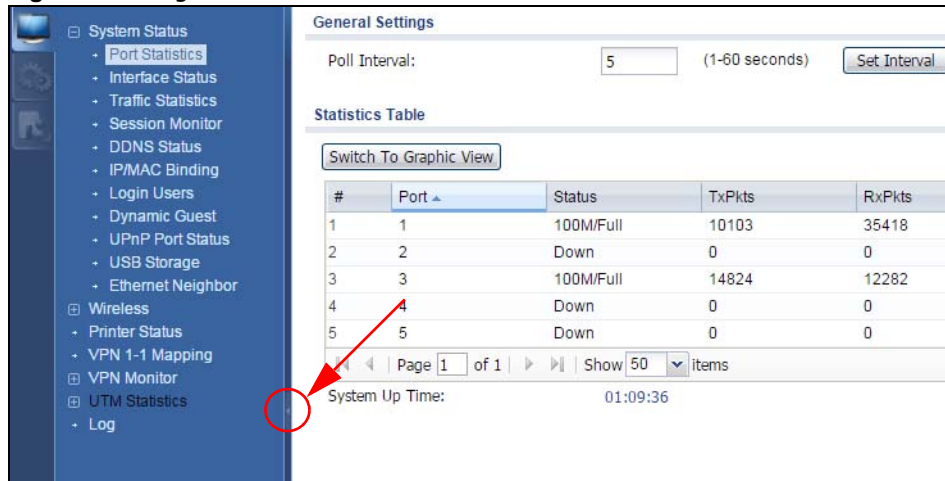 System Status
Port Statistics
Interface Status
Traffic Statistics
Session Monitor
DDNS Status
IP/MAC Binding
Login Users
Dynamic Guest
UPnP Port Status
USB Storage
Ethernet Neighbor
Wireless
Printer Status
VPN 1-1 Mapping
VPN Monitor
UTM Statistics
Log
General Settings
Poll Interval: 5 (1-60 seconds) Set Interval
Statistics Table
Switch To Graphic View
# Port Status TxPkts RxPkts
1 1 100M/Full 10103 35418
2 2 Down 0 0
3 3 100M/Full 14824 12282
4 4 Down 0 0
5 5 Down 0 0
Page 1 of 1 Show 50 items
System Up Time: 01:09:36